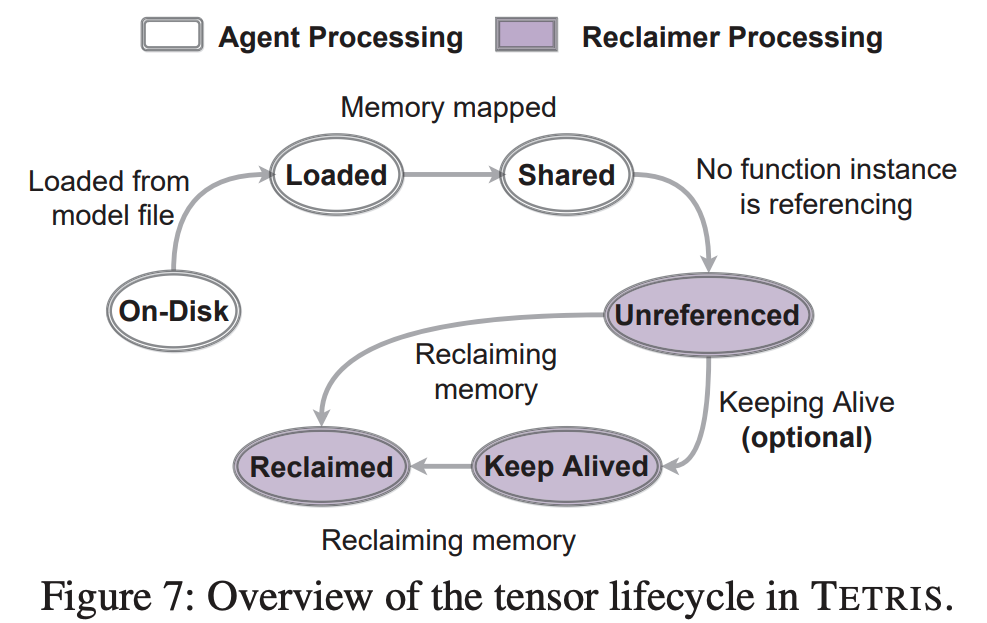 Agent Processing
Reclaimer Processing
Memory mapped
Loaded from
model file
Loaded
Shared
No function instance
is referencing
On-Disk
Unreferenced
Reclaiming
memory
Keeping Alive
(optional)
Reclaimed
Keep Alived
Reclaiming memory
Figure 7: Overview of the tensor lifecycle in TETRIS.